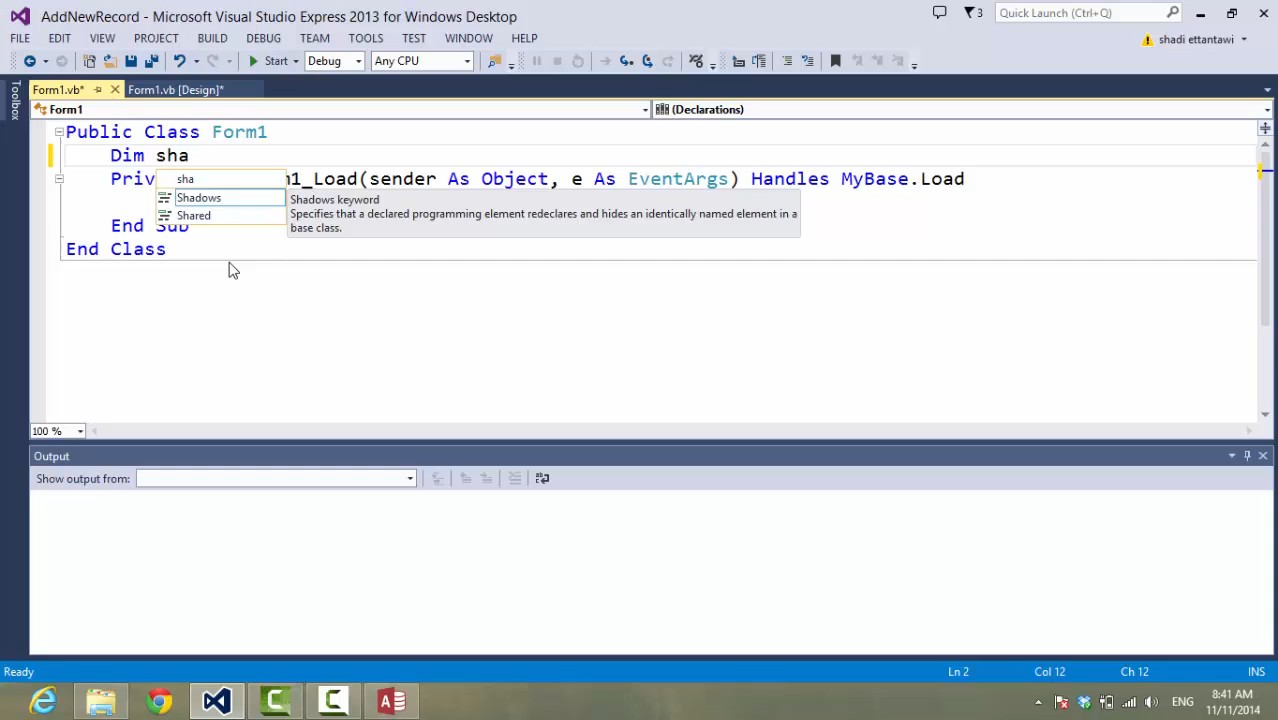 AddNewRecord - Microsoft Visual Studio Express 2013 for Windows Desktop
3
Quick Launch (Ctrl+Q)
FILE EDIT VIEW PROJECT BUILD DEBUG TEAM TOOLS TEST WINDOW HELP
shadi ettantawi
Start Debug Any CPU
Toolbox
Form1.vb* Form1.vb [Design]*
Form1 (Declarations)
Public Class Form1
Dim sha
Priv m1_Load(sender As Object, e As EventArgs) Handles MyBase.Load
sha
Shadows
Shared
Shadows keyword
Specifies that a declared programming element redeclares and hides an identically named element in a
base class.
End Sub
End Class
100 %
Output
Show output from:
Ready Ln 2 Col 12 Ch 12 INS
ENG
8:41 AM
11/11/2014